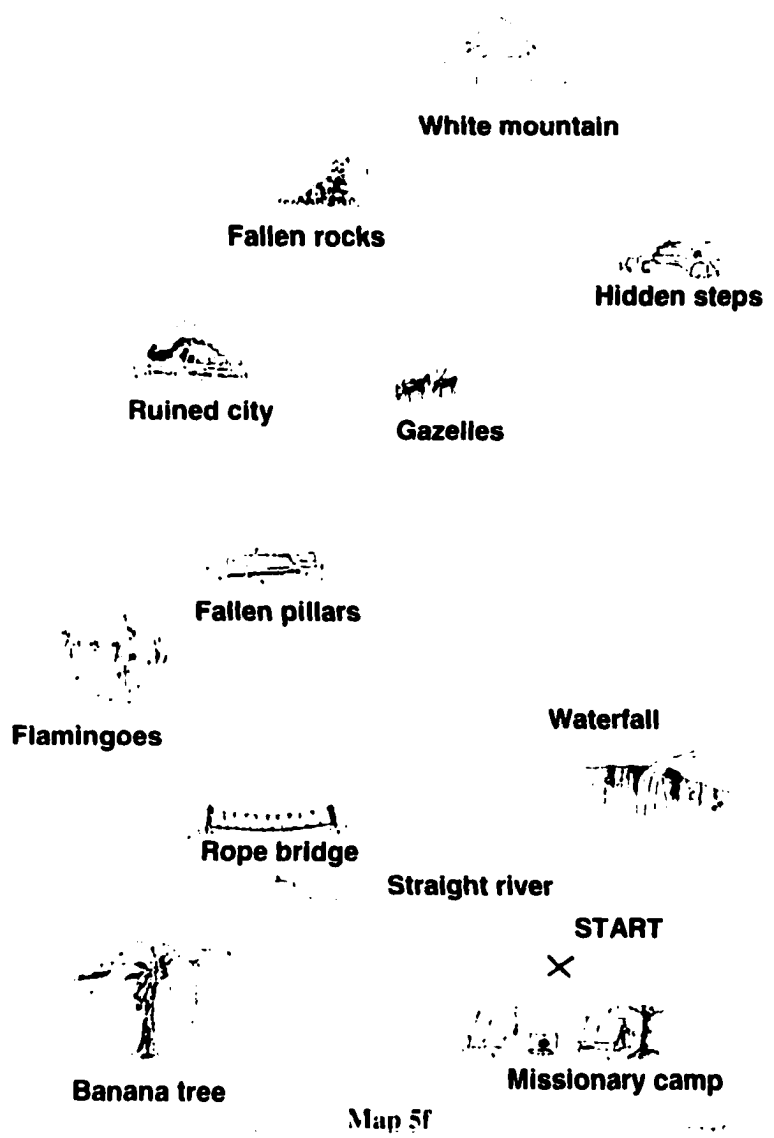 White mountain
Fallen rocks
Hidden steps
Ruined city
Gazelles
Fallen pillars
Waterfall
Flamingoes
Rope bridge
Straight river
START
Missionary camp
Banana tree
Map 5f